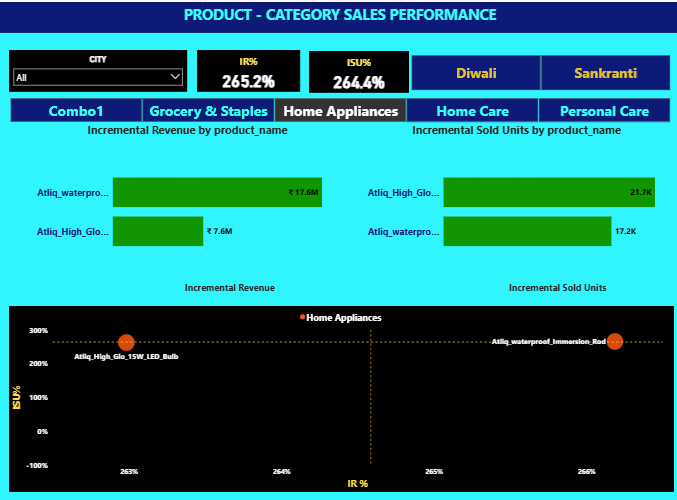 PRODUCT - CATEGORY SALES PERFORMANCE
CITY
All
IR%
265.2%
ISU%
264.4%
Diwali
Sankranti
Combo1
Grocery & Staples
Home Appliances
Home Care
Personal Care
Incremental Revenue by product_name
Atliq_waterpro...
₹ 17.6M
Atliq_High_Glo...
₹ 7.6M
Incremental Revenue
Incremental Sold Units by product_name
Atliq_High_Glo...
21.7K
Atliq_waterpro...
17.2K
Incremental Sold Units
Home Appliances
ISU%
300%
200%
100%
0%
-100%
Atliq_High_Glo_15W_LED_Bulb
Atliq_waterproof_Immersion_Rod
263%
264%
265%
266%
IR %